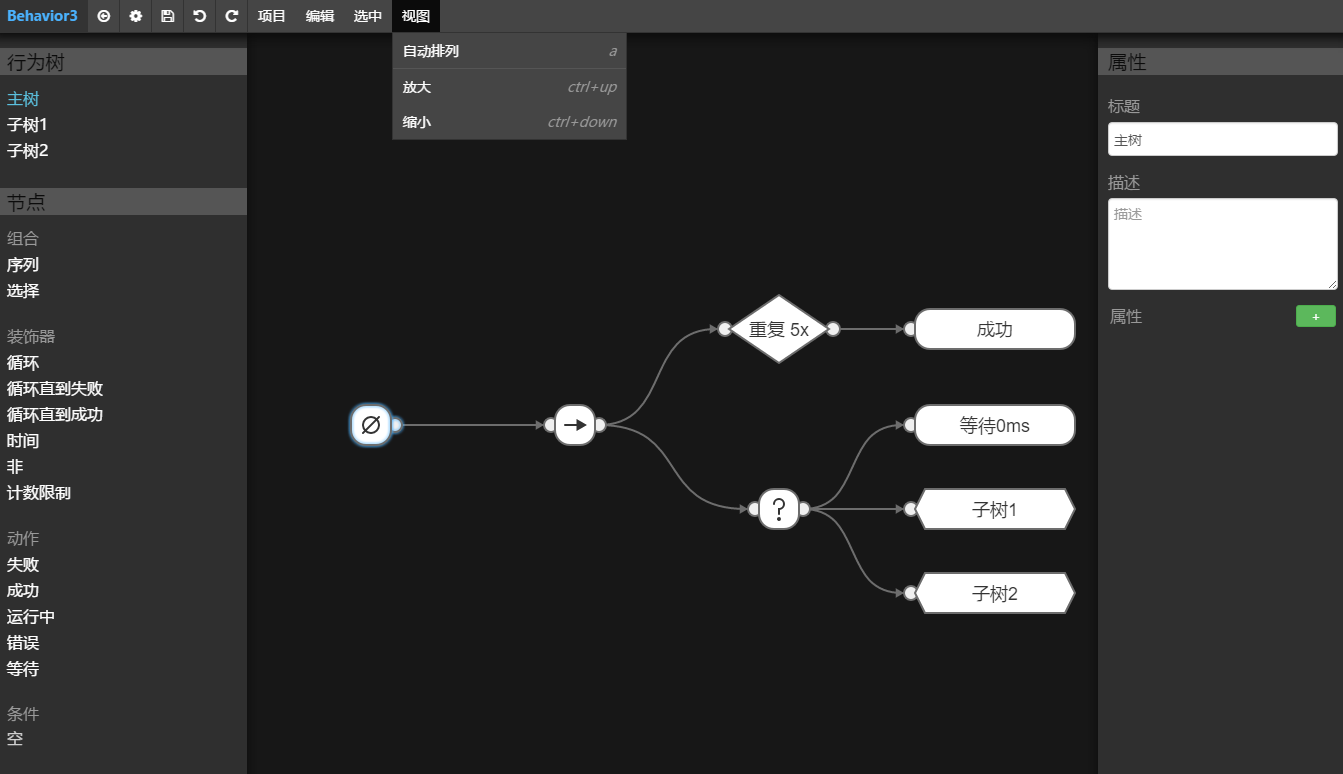 Behavior3 项目 编辑 选中 视图
自动排列 a
放大 ctrl+up
缩小 ctrl+down
行为树
主树
子树1
子树2
节点
组合
序列
选择
装饰器
循环
循环直到失败
循环直到成功
时间
非
计数限制
动作
失败
成功
运行中
错误
等待
条件
空
重复 5x
成功
?
等待0ms
子树1
子树2
属性
标题
主树
描述
描述
属性 +